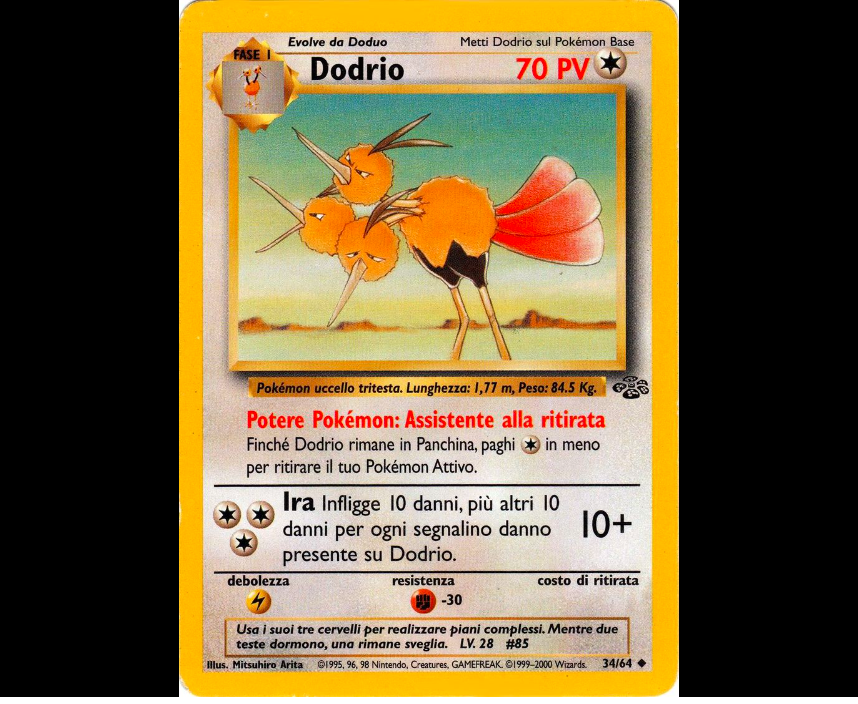 Evolve da Doduo
Metti Dodrio sul Pokémon Base
FASE 1
Dodrio
70 PV
Pokémon uccello tritesta. Lunghezza: 1,77 m, Peso: 84.5 Kg.
Potere Pokémon: Assistente alla ritirata
Finché Dodrio rimane in Panchina, paghi in meno
per ritirare il tuo Pokémon Attivo.
Ira Infligge 10 danni, più altri 10
danni per ogni segnalino danno
presente su Dodrio.
10+
debolezza
resistenza
costo di ritirata
-30
Usa i suoi tre cervelli per realizzare piani complessi. Mentre due
teste dormono, una rimane sveglia. LV. 28 #85
Illus. Mitsuhiro Arita ©1995, 96, 98 Nintendo, Creatures, GAMEFREAK. ©1999–2000 Wizards. 34/64